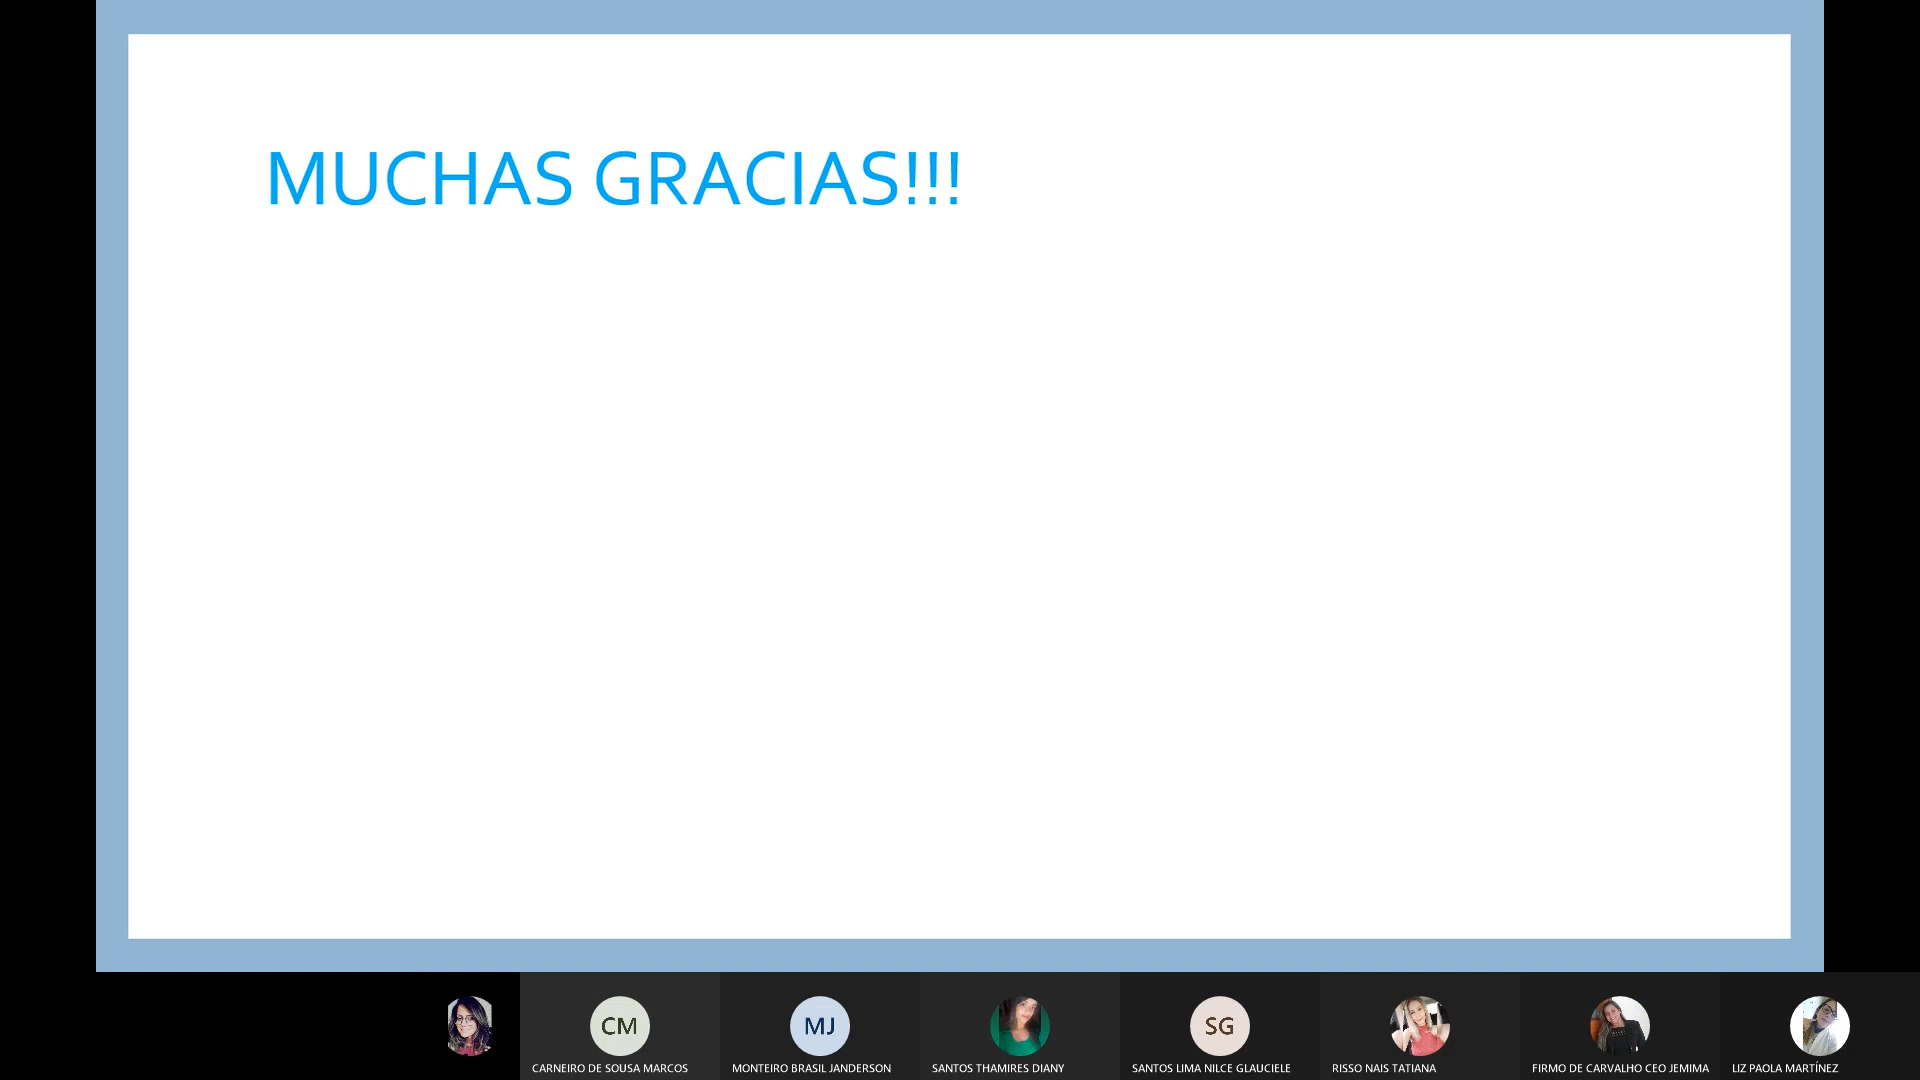 MUCHAS GRACIAS!!!
CM
MJ
SG
CARNEIRO DE SOUSA MARCOS
MONTEIRO BRASIL JANDERSON
SANTOS THAMIRES DIANY
SANTOS LIMA NILCE GLAUCIELE
RISSO NAIS TATIANA
FIRMO DE CARVALHO CEO JEMIMA
LIZ PAOLA MARTÍNEZ